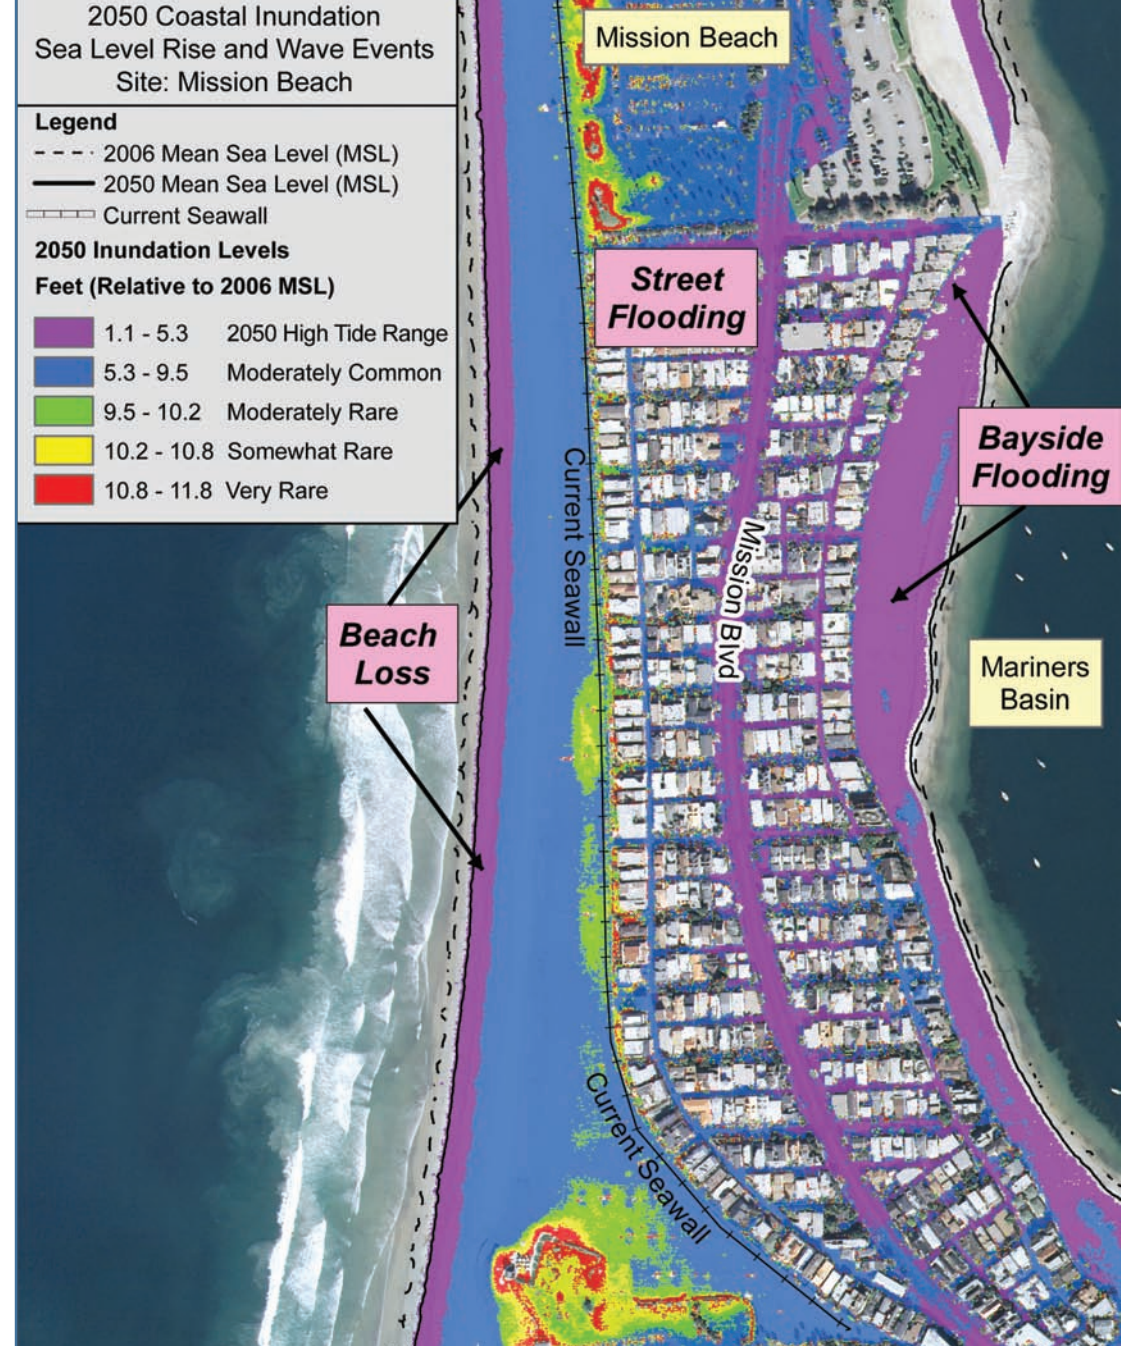 2050 Coastal Inundation
Sea Level Rise and Wave Events
Site: Mission Beach
Legend
2006 Mean Sea Level (MSL)
2050 Mean Sea Level (MSL)
Current Seawall
2050 Inundation Levels
Feet (Relative to 2006 MSL)
1.1 - 5.3 2050 High Tide Range
5.3 - 9.5 Moderately Common
9.5 - 10.2 Moderately Rare
10.2 - 10.8 Somewhat Rare
10.8 - 11.8 Very Rare
Mission Beach
Street
Flooding
Bayside
Flooding
Current Seawall
Mission Blvd
Beach
Loss
Mariners
Basin
Current Seawall